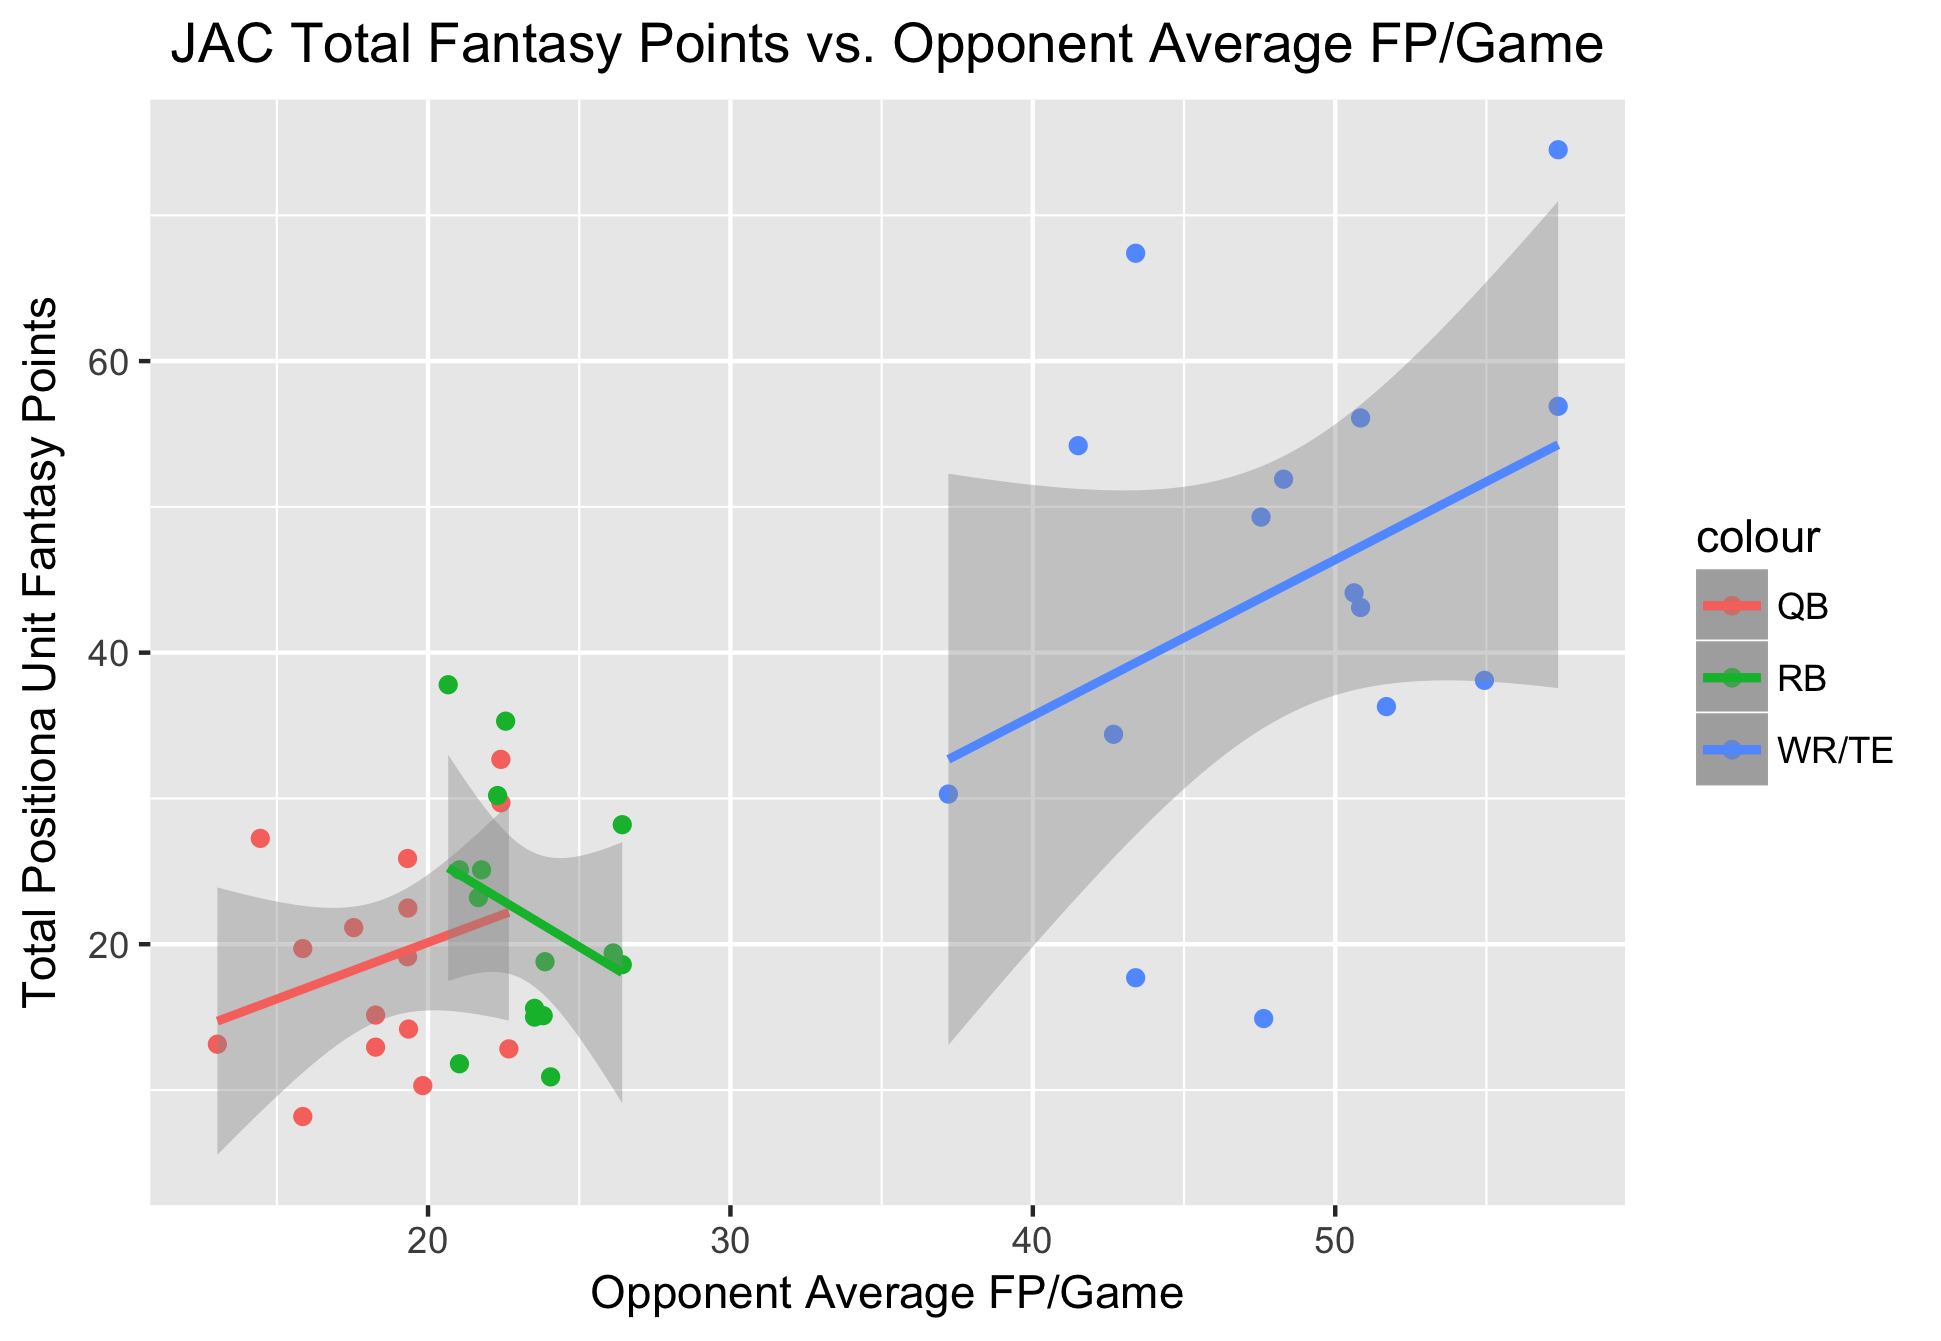 JAC Total Fantasy Points vs. Opponent Average FP/Game
Total Positiona Unit Fantasy Points
60
40
20
20 30 40 50
Opponent Average FP/Game
colour
QB
RB
WR/TE